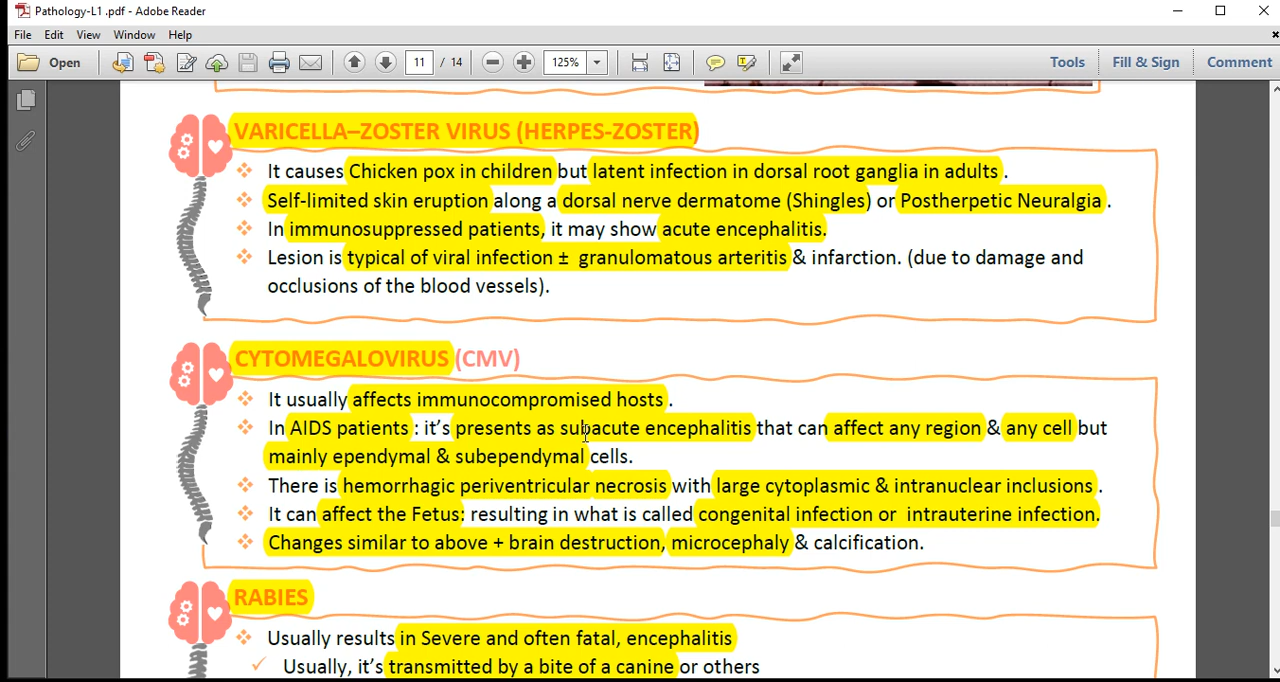 Pathology-L1 .pdf - Adobe Reader
File Edit View Window Help
Open 11 / 14 125% Tools Fill & Sign Comment
VARICELLA–ZOSTER VIRUS (HERPES-ZOSTER)
It causes Chicken pox in children but latent infection in dorsal root ganglia in adults .
Self-limited skin eruption along a dorsal nerve dermatome (Shingles) or Postherpetic Neuralgia .
In immunosuppressed patients, it may show acute encephalitis.
Lesion is typical of viral infection ± granulomatous arteritis & infarction. (due to damage and
occlusions of the blood vessels).
CYTOMEGALOVIRUS (CMV)
It usually affects immunocompromised hosts .
In AIDS patients : it’s presents as subacute encephalitis that can affect any region & any cell but
mainly ependymal & subependymal cells.
There is hemorrhagic periventricular necrosis with large cytoplasmic & intranuclear inclusions .
It can affect the Fetus: resulting in what is called congenital infection or intrauterine infection.
Changes similar to above + brain destruction, microcephaly & calcification.
RABIES
Usually results in Severe and often fatal, encephalitis
Usually, it’s transmitted by a bite of a canine or others